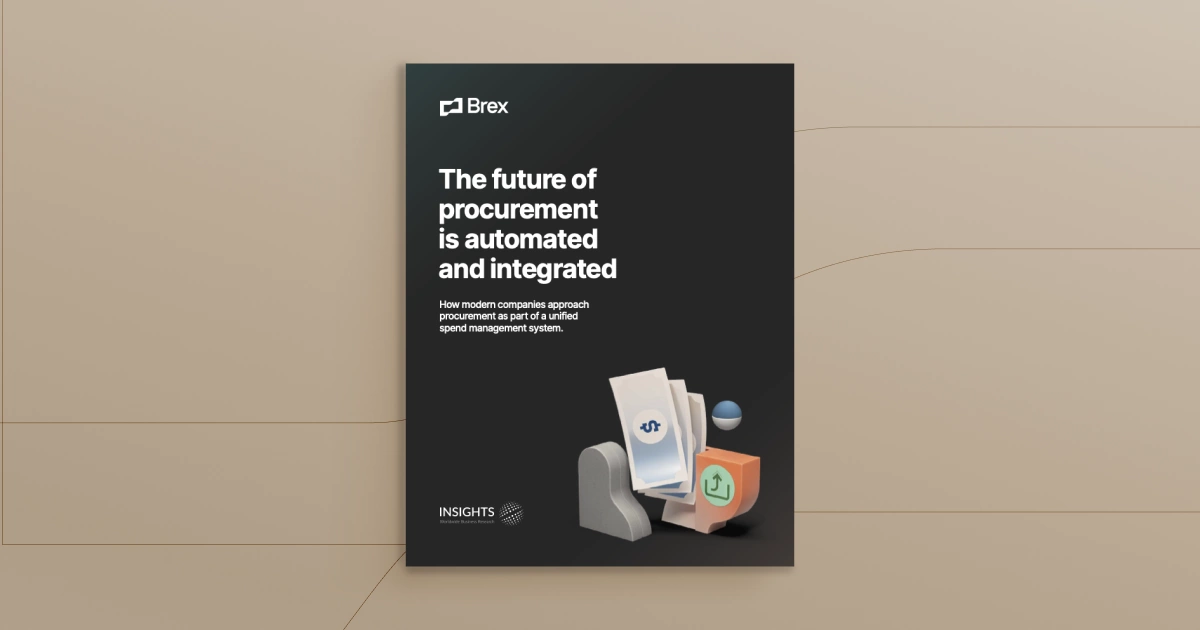 Brex
The future of
procurement
is automated
and integrated
How modern companies approach
procurement as part of a unified
spend management system.
INSIGHTS
Worldwide Business Research